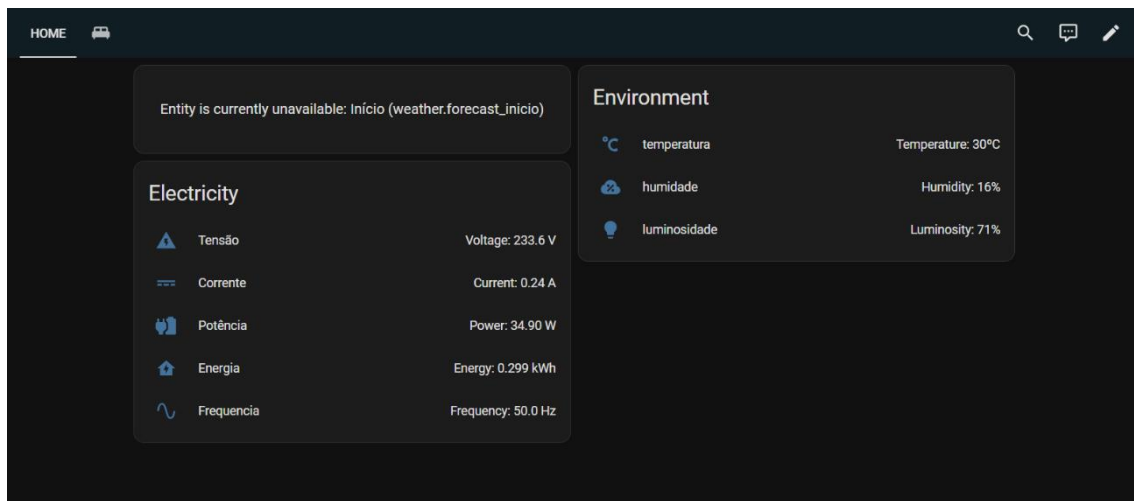 HOME
Entity is currently unavailable: Início (weather.forecast_inicio)
Electricity
Tensão Voltage: 233.6 V
Corrente Current: 0.24 A
Potência Power: 34.90 W
Energia Energy: 0.299 kWh
Frequencia Frequency: 50.0 Hz
Environment
°C temperatura Temperature: 30ºC
humidade Humidity: 16%
luminosidade Luminosity: 71%